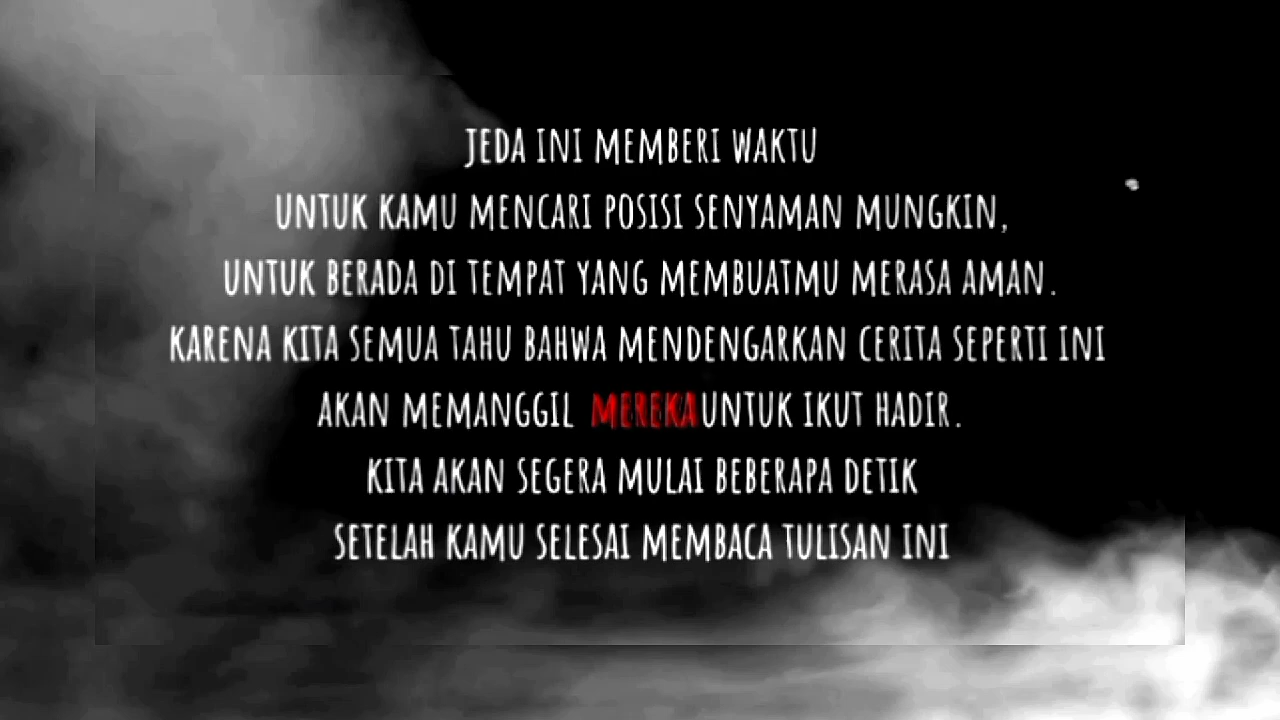 JEDA INI MEMBERI WAKTU
UNTUK KAMU MENCARI POSISI SENYAMAN MUNGKIN,
UNTUK BERADA DI TEMPAT YANG MEMBUATMU MERASA AMAN.
KARENA KITA SEMUA TAHU BAHWA MENDENGARKAN CERITA SEPERTI INI
AKAN MEMANGGIL MEREKA UNTUK IKUT HADIR.
KITA AKAN SEGERA MULAI BEBERAPA DETIK
SETELAH KAMU SELESAI MEMBACA TULISAN INI